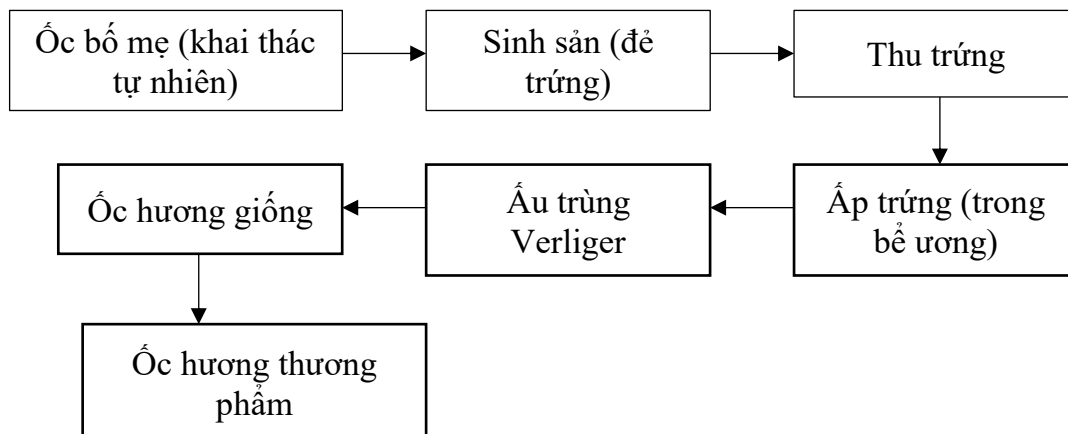 Ốc bố mẹ (khai thác
tự nhiên)
Sinh sản (đẻ
trứng)
Thu trứng
Ấp trứng (trong
bể ương)
Ấu trùng
Verliger
Ốc hương giống
Ốc hương thương
phẩm